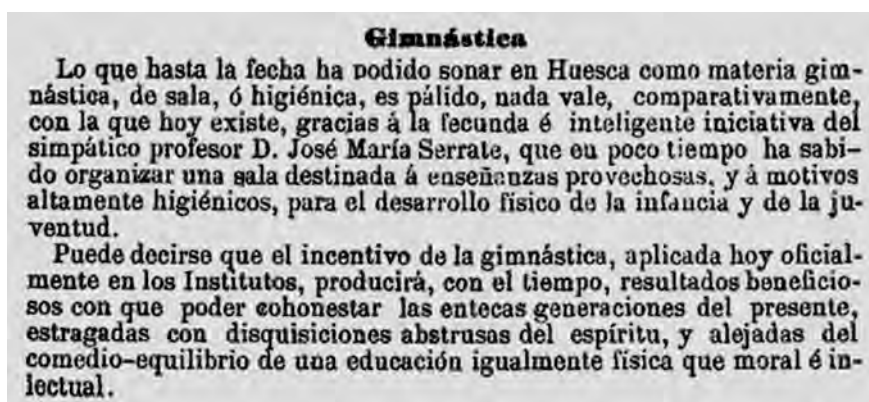 Gimnástica
Lo que hasta la fecha ha podido sonar en Huesca como materia gim-
nástica, de sala, ó higiénica, es pálido, nada vale, comparativamente,
con la que hoy existe, gracias á la fecunda é inteligente iniciativa del
simpático profesor D. José María Serrate, que en poco tiempo ha sabi-
do organizar una sala destinada á enseñanzas provechosas, y á motivos
altamente higiénicos, para el desarrollo físico de la infancia y de la ju-
ventud.
Puede decirse que el incentivo de la gimnástica, aplicada hoy oficial-
mente en los Institutos, producirá, con el tiempo, resultados beneficio-
sos con que poder cohonestar las entecas generaciones del presente,
estragadas con disquisiciones abstrusas del espíritu, y alejadas del
comedio-equilibrio de una educación igualmente física que moral é in-
lectual.